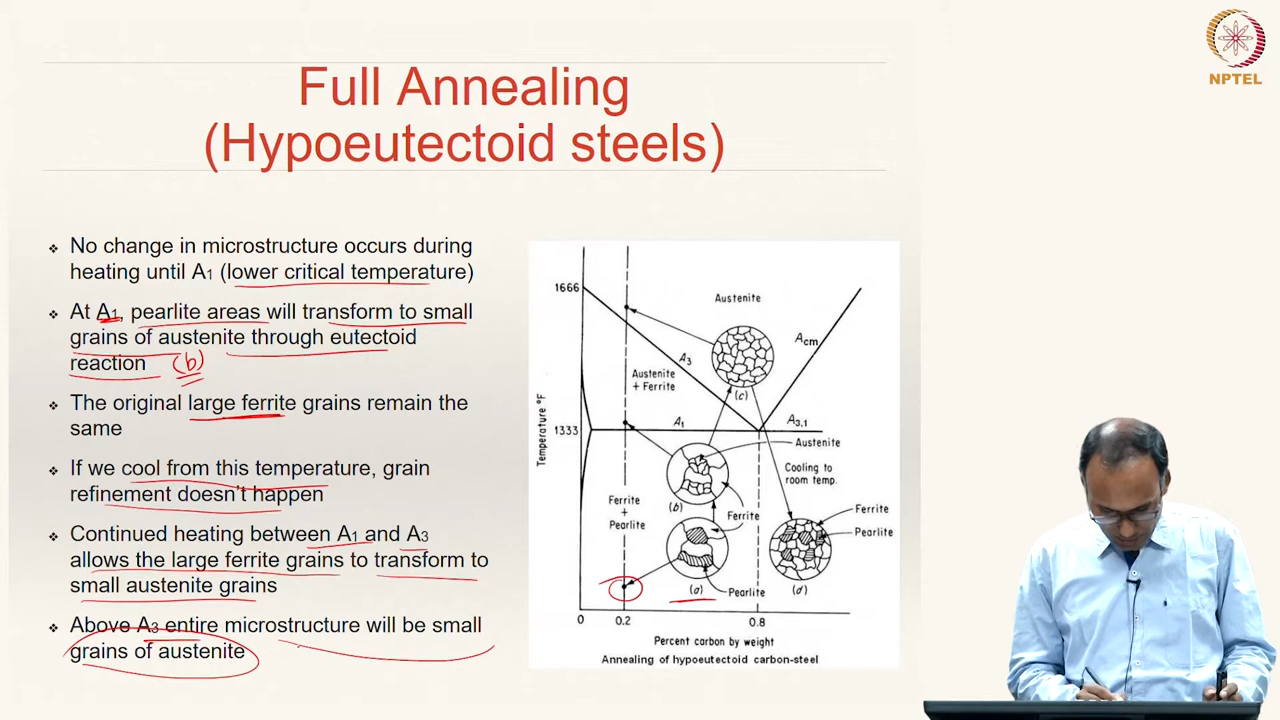 NPTEL
Full Annealing
(Hypoeutectoid steels)
❖ No change in microstructure occurs during
heating until A1 (lower critical temperature)
❖ At A1, pearlite areas will transform to small
grains of austenite through eutectoid
reaction (b)
❖ The original large ferrite grains remain the
same
❖ If we cool from this temperature, grain
refinement doesn't happen
❖ Continued heating between A1 and A3
allows the large ferrite grains to transform to
small austenite grains
❖ Above A3 entire microstructure will be small
grains of austenite
1666
Austenite
Acm
A3
Austenite
+ Ferrite
(c)
Temperature °F
1333
A1
A3,1
Austenite
Cooling to
room temp.
Ferrite
+
Pearlite
(b)
Ferrite
Ferrite
Pearlite
(a)
Pearlite
(d)
0
0.2
0.8
Percent carbon by weight
Annealing of hypoeutectoid carbon-steel